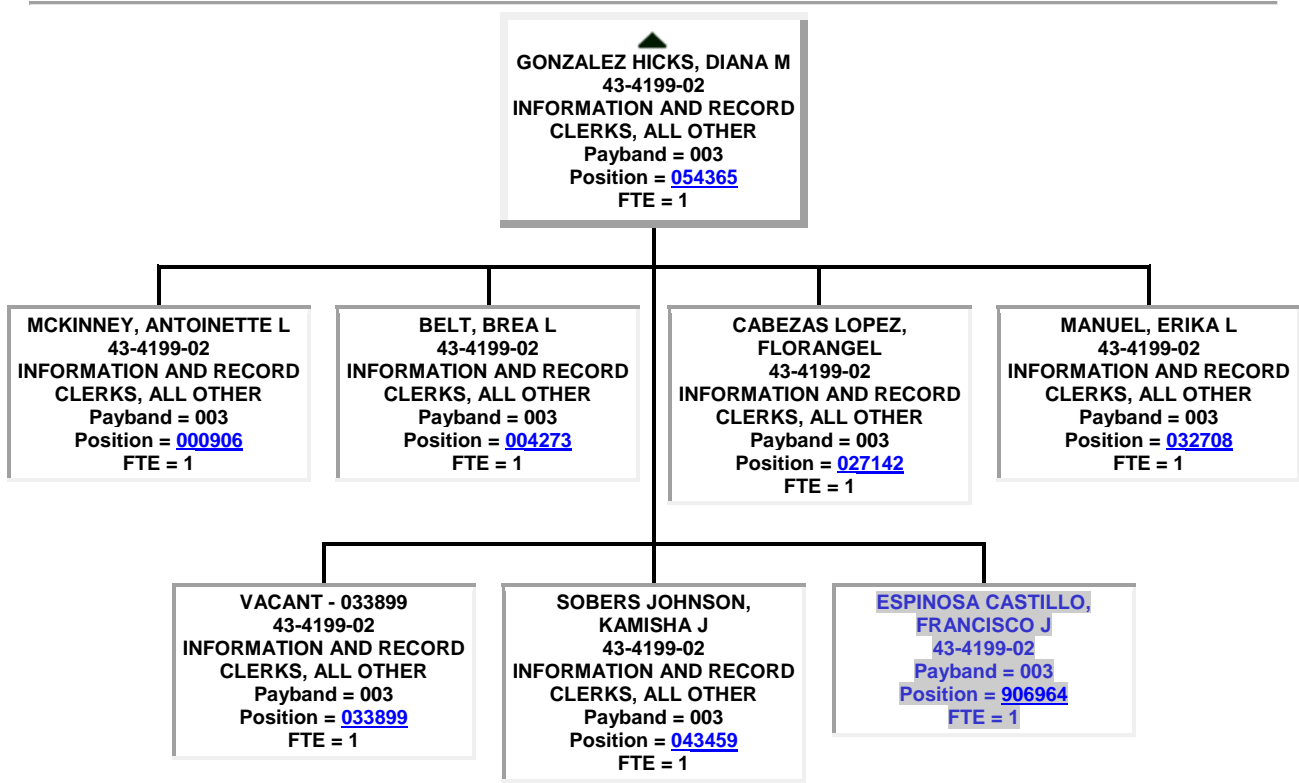 GONZALEZ HICKS, DIANA M
43-4199-02
INFORMATION AND RECORD
CLERKS, ALL OTHER
Payband = 003
Position = 054365
FTE = 1
MCKINNEY, ANTOINETTE L
43-4199-02
INFORMATION AND RECORD
CLERKS, ALL OTHER
Payband = 003
Position = 000906
FTE = 1
BELT, BREA L
43-4199-02
INFORMATION AND RECORD
CLERKS, ALL OTHER
Payband = 003
Position = 004273
FTE = 1
CABEZAS LOPEZ,
FLORANGEL
43-4199-02
INFORMATION AND RECORD
CLERKS, ALL OTHER
Payband = 003
Position = 027142
FTE = 1
MANUEL, ERIKA L
43-4199-02
INFORMATION AND RECORD
CLERKS, ALL OTHER
Payband = 003
Position = 032708
FTE = 1
VACANT - 033899
43-4199-02
INFORMATION AND RECORD
CLERKS, ALL OTHER
Payband = 003
Position = 033899
FTE = 1
SOBERS JOHNSON,
KAMISHA J
43-4199-02
INFORMATION AND RECORD
CLERKS, ALL OTHER
Payband = 003
Position = 043459
FTE = 1
ESPINOSA CASTILLO,
FRANCISCO J
43-4199-02
Payband = 003
Position = 906964
FTE = 1